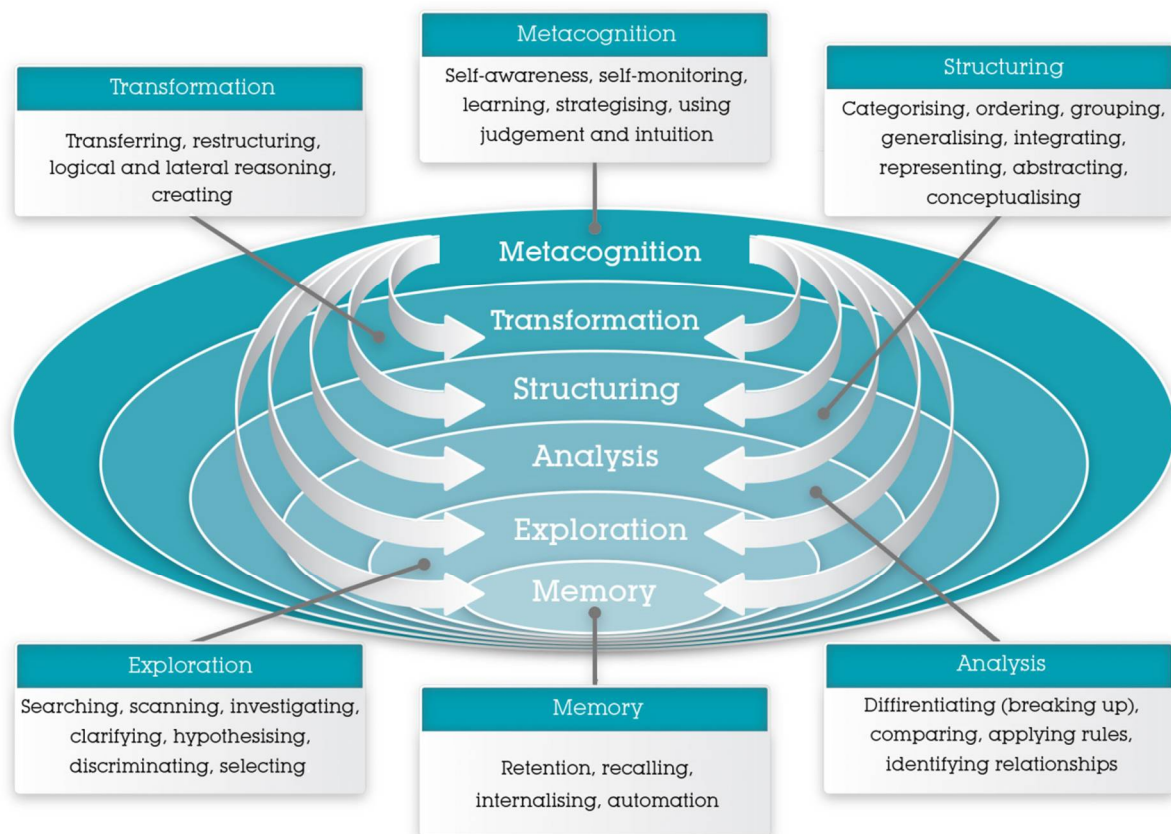 Metacognition
Self-awareness, self-monitoring,
learning, strategising, using
judgement and intuition
Transformation
Transferring, restructuring,
logical and lateral reasoning,
creating
Structuring
Categorising, ordering, grouping,
generalising, integrating,
representing, abstracting,
conceptualising
Metacognition
Transformation
Structuring
Analysis
Exploration
Memory
Exploration
Searching, scanning, investigating,
clarifying, hypothesising,
discriminating, selecting
Memory
Retention, recalling,
internalising, automation
Analysis
Diffirentiating (breaking up),
comparing, applying rules,
identifying relationships